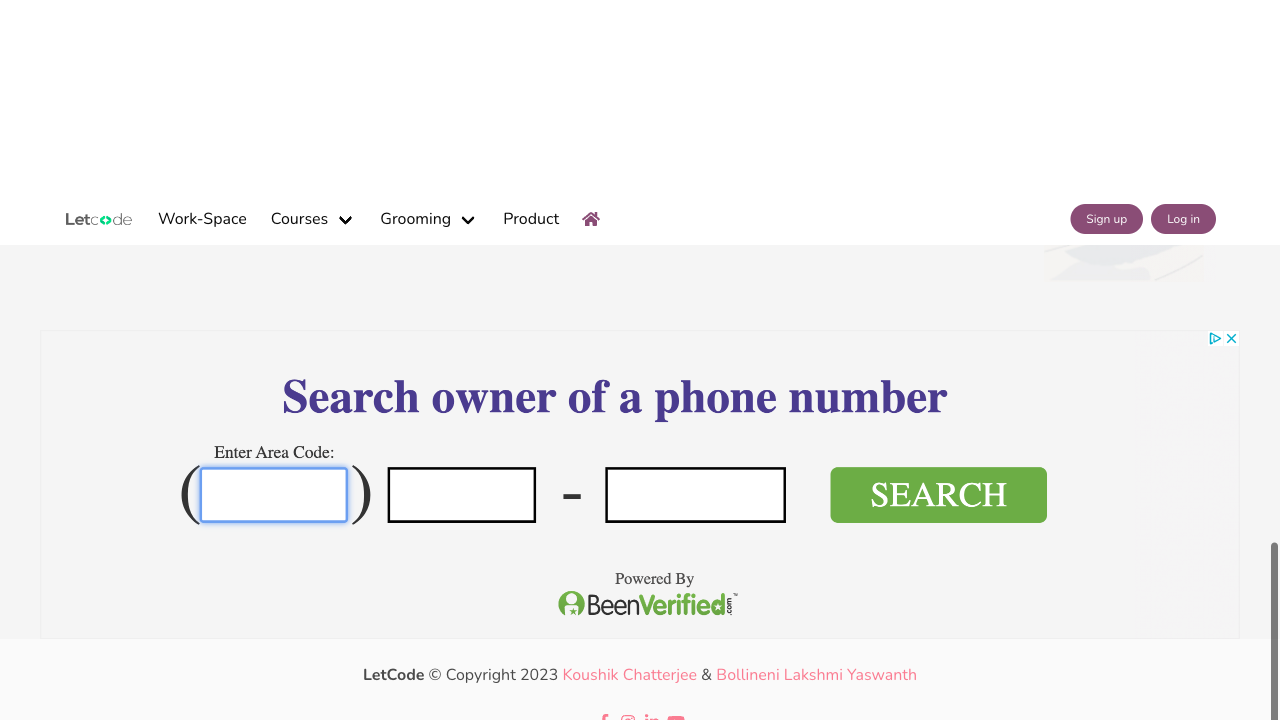 Letcode Work-Space Courses Grooming Product Sign up Log in
Search owner of a phone number
Enter Area Code:
( ) - SEARCH
Powered By
BeenVerified.com™
LetCode © Copyright 2023 Koushik Chatterjee & Bollineni Lakshmi Yaswanth